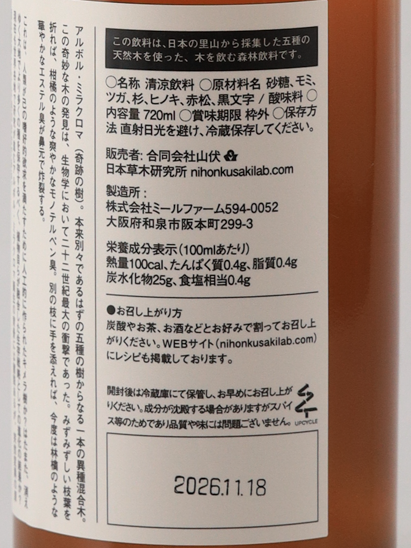 この飲料は、日本の里山から採集した五種の
天然木を使った、木を飲む森林飲料です。
○名称 清涼飲料 ○原材料名 砂糖、モミ、
ツガ、杉、ヒノキ、赤松、黒文字 / 酸味料 ○
内容量 720ml ○賞味期限 枠外 ○保存方
法 直射日光を避け、冷蔵保存してください。
販売者: 合同会社山伏
日本草木研究所 nihonkusakilab.com
製造所:
株式会社ミールファーム594-0052
大阪府和泉市阪本町299-3
栄養成分表示（100mlあたり）
熱量100cal、たんぱく質0.4g、脂質0.4g
炭水化物25g、食塩相当0.4g
●お召し上がり方
炭酸やお茶、お酒などとお好みで割ってお召し上
がりください。WEBサイト（nihonkusakilab.com）
にレシピも掲載しております。
開封後は冷蔵庫にて保管し、お早めにお召し上が
りください。成分が沈殿する場合がありますがスパイ
ス等のためであり品質や味には問題ございません。
UPCYCLE
2026.11.18
アルボル・ミラクロマ（奇跡の樹）。本来別々であるはずの五種の樹からなる一本の異種混合木。
この奇妙な木の発見は、生物学において二十二世紀最大の衝撃であった。みずみずしい枝葉を
折れば、柑橘のような爽やかなモノテルペン臭。別の枝に手を添えれば、今度は林檎のような
華やかなエステル臭が鼻元で炸裂する。